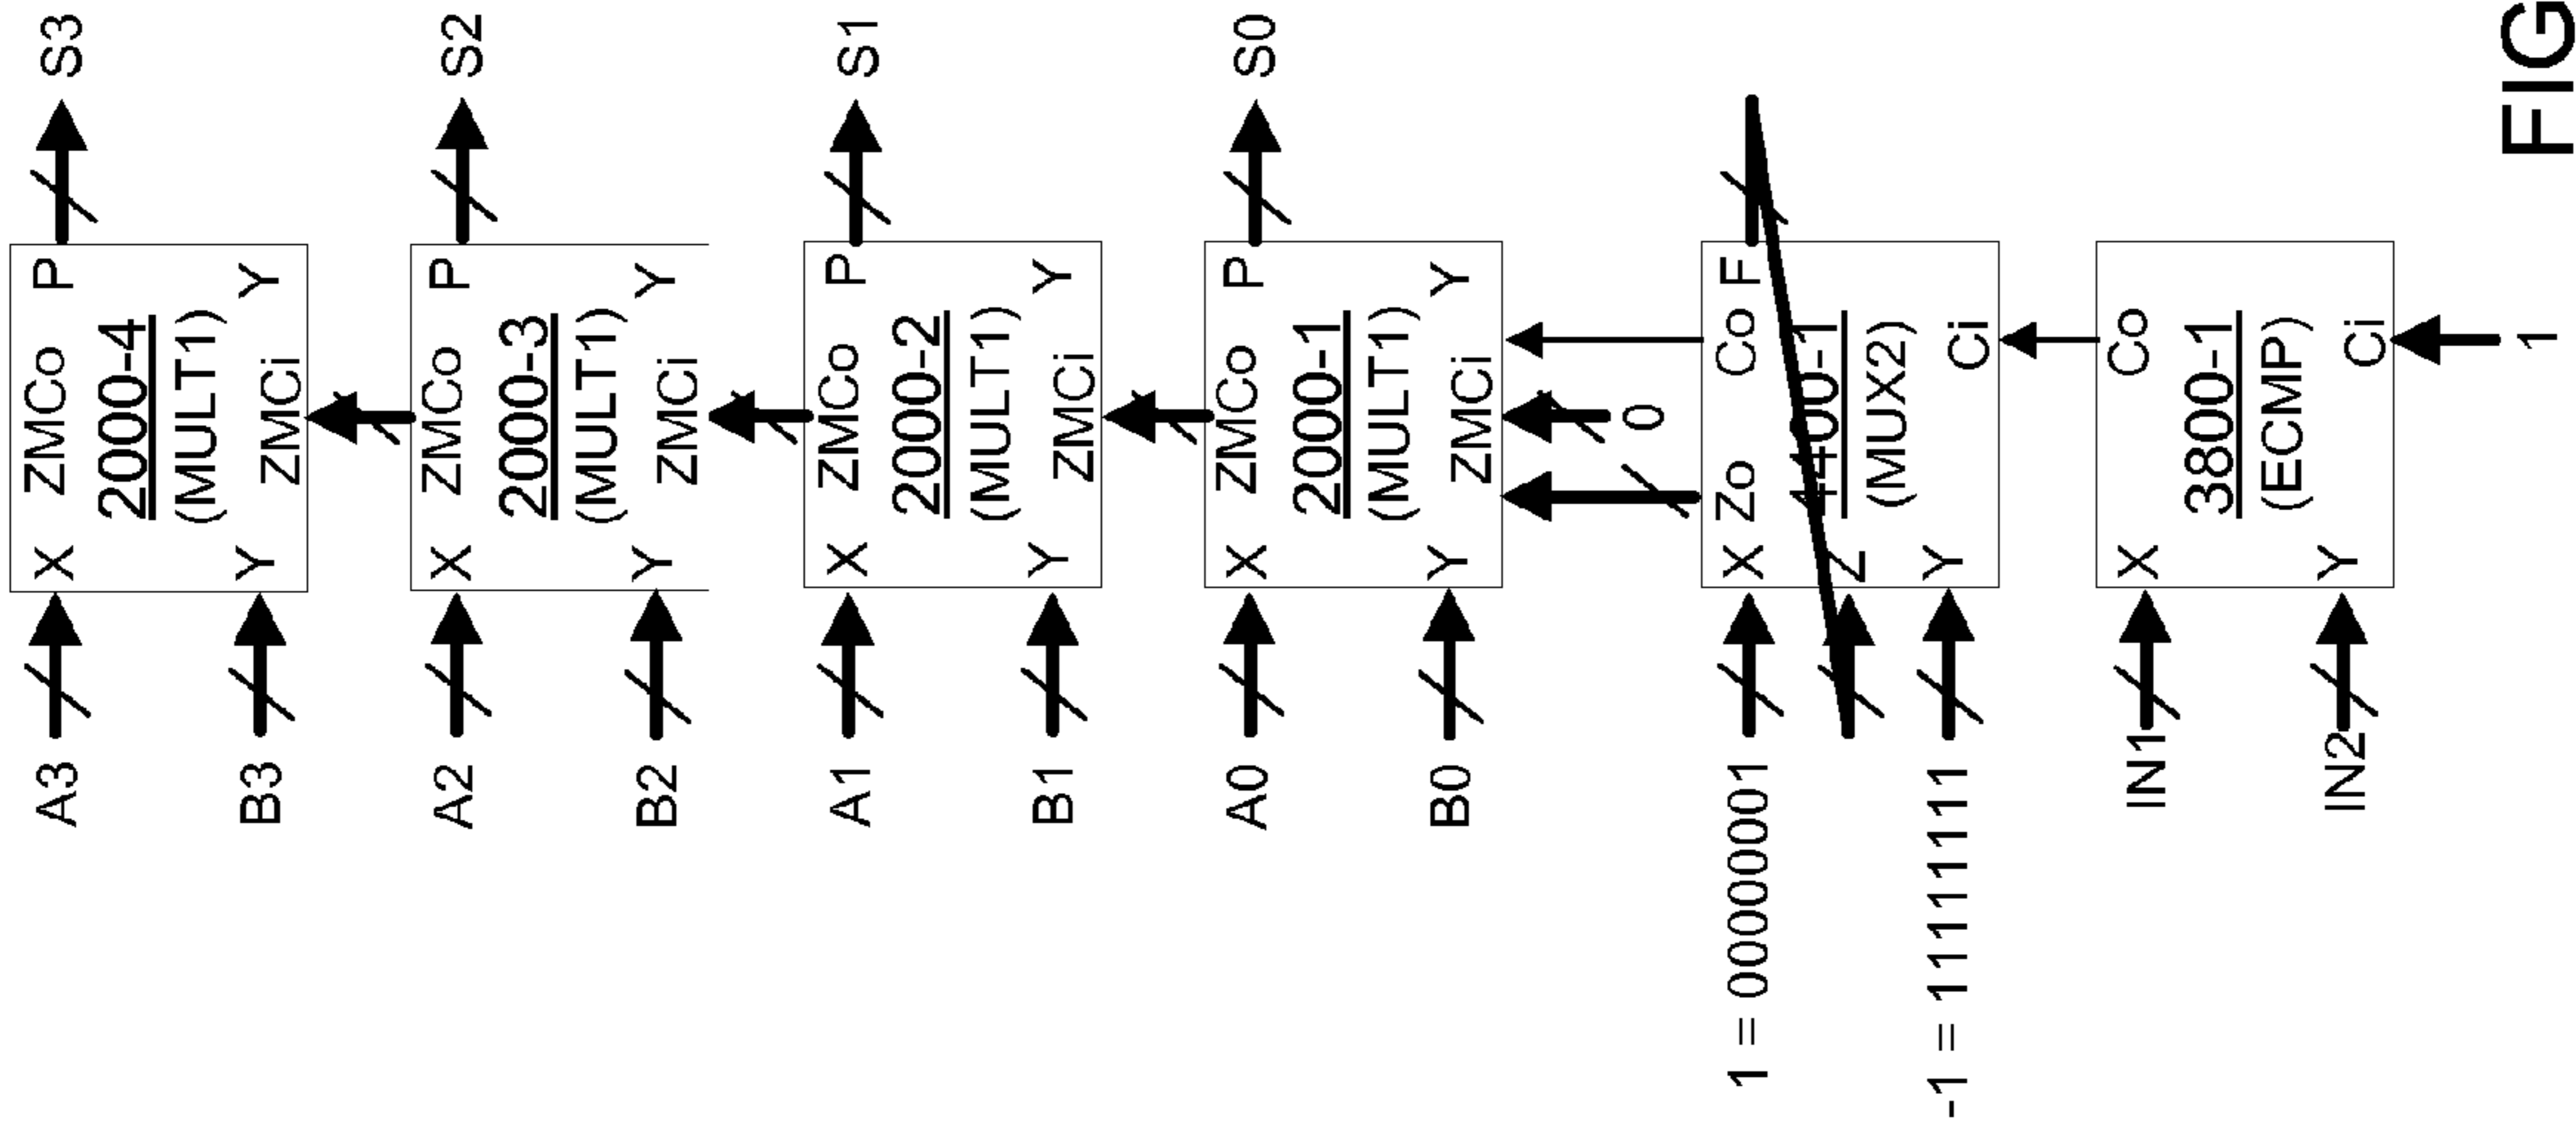 A3 X ZMCo P S3
2000-4
(MULT1)
B3 Y ZMCi Y
A2 X ZMCo P S2
2000-3
(MULT1)
B2 Y ZMCi Y
A1 X ZMCo P S1
2000-2
(MULT1)
B1 Y ZMCi Y
A0 X ZMCo P S0
2000-1
(MULT1)
B0 Y ZMCi Y
0
1 = 00000001 X Zo Co F
Z 4400-1
(MUX2)
-1 = 11111111 Y Ci
IN1 X Co
3800-1
(ECMP)
IN2 Y Ci
1
FIG